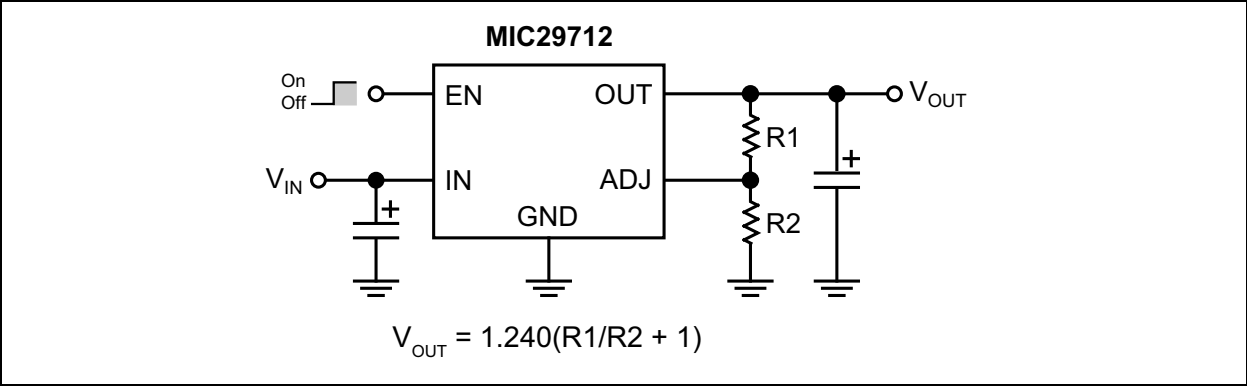 MIC29712
On
Off
EN
OUT
V_OUT
R1
V_IN
IN
ADJ
+
+
GND
R2
V_OUT = 1.240(R1/R2 + 1)